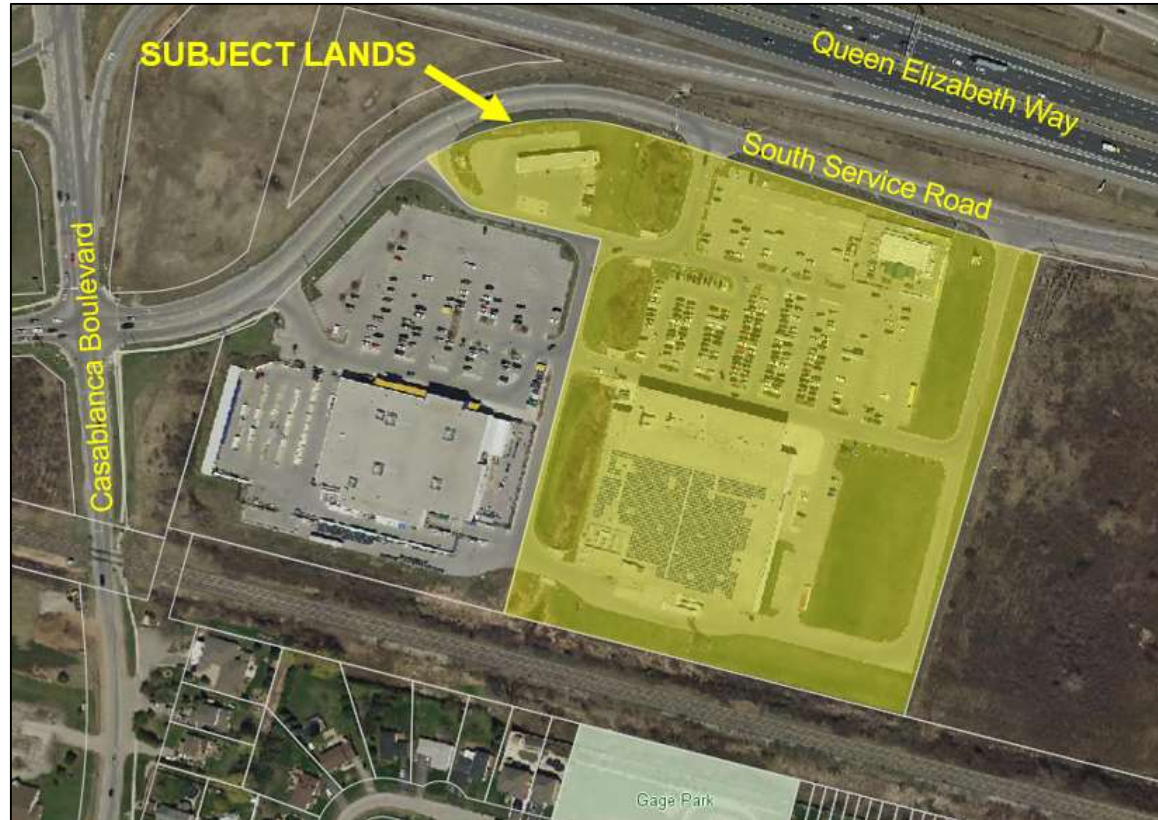 SUBJECT LANDS
Queen Elizabeth Way
South Service Road
Casablanca Boulevard
Gage Park